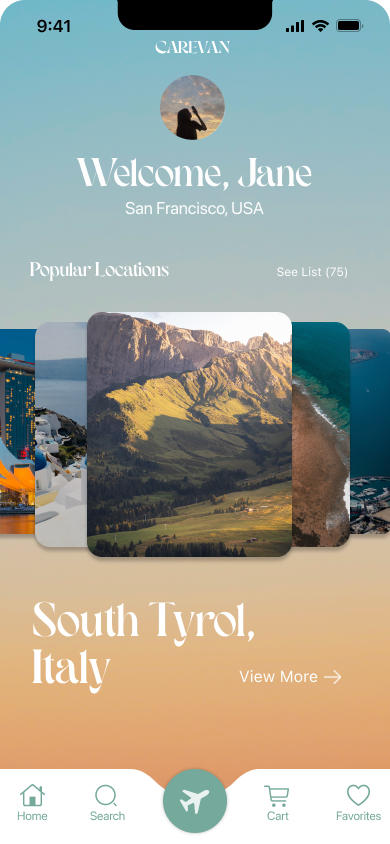 9:41
CAREVAN
Welcome, Jane
San Francisco, USA
Popular Locations
See List (75)
South Tyrol,
Italy
View More
Home
Search
Cart
Favorites